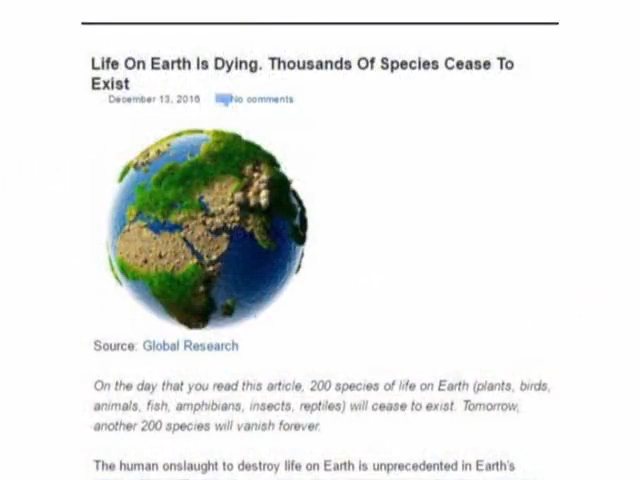 Life On Earth Is Dying. Thousands Of Species Cease To
Exist
December 13, 2016 No comments
Source: Global Research
On the day that you read this article, 200 species of life on Earth (plants, birds,
animals, fish, amphibians, insects, reptiles) will cease to exist. Tomorrow,
another 200 species will vanish forever.
The human onslaught to destroy life on Earth is unprecedented in Earth's